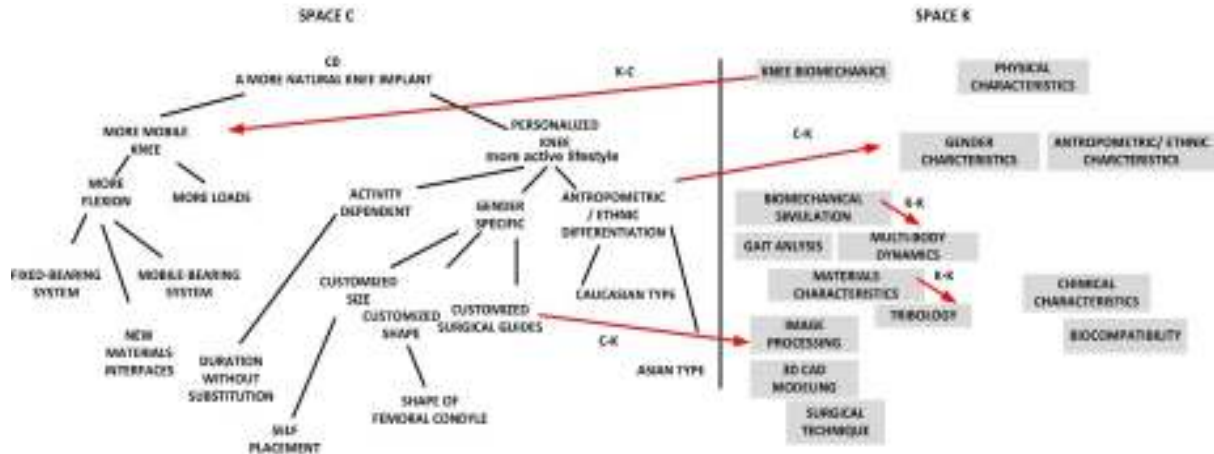 SPACE C
SPACE K
C0
A MORE NATURAL KNEE IMPLANT
K-C
KNEE BIOMECHANICS
PHYSICAL
CHARACTERISTICS
MORE MOBILE
KNEE
PERSONALIZED
KNEE
more active lifestyle
C-K
GENDER
CHARCTERISTICS
ANTROPOMETRIC/ ETHNIC
CHARCTERISTICS
MORE
FLEXION
MORE LOADS
ACTIVITY
DEPENDENT
GENDER
SPECIFIC
ANTROPOMETRIC
/ ETHNIC
DIFFERENTIATION
BIOMECHANICAL
SIMULATION
K-K
GAIT ANLYSIS
MULTI-BODY
DYNAMICS
FIXED-BEARING
SYSTEM
MOBILE-BEARING
SYSTEM
CUSTOMIZED
SIZE
CUSTOMIZED
SHAPE
CUSTOMIZED
SURGICAL GUIDES
CAUCASIAN TYPE
MATERIALS
CHARACTERISTICS
K-K
TRIBOLOGY
CHIMICAL
CHARACTERISTICS
BIOCOMPATIBILITY
NEW
MATERIALS
INTERFACES
DURATION
WITHOUT
SUBSTITUTION
C-K
ASIAN TYPE
IMAGE
PROCESSING
3D CAD
MODELING
SHAPE OF
FEMORAL CONDYLE
SELF
PLACEMENT
SURGICAL
TECHNIQUE